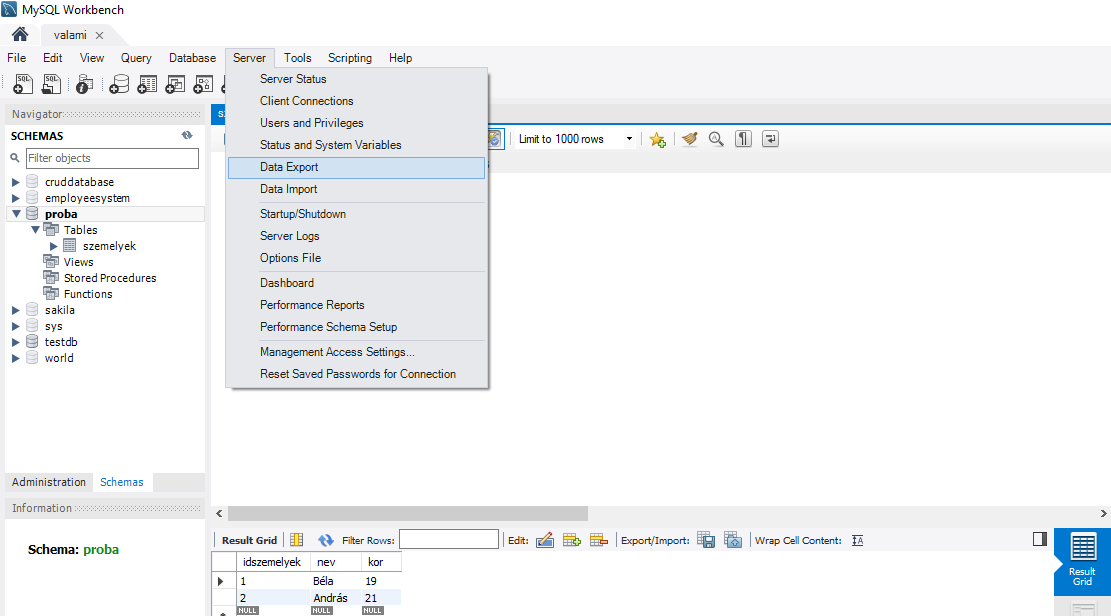 MySQL Workbench
valami
File Edit View Query Database Server Tools Scripting Help
Server Status
Client Connections
Users and Privileges
Status and System Variables
Data Export
Data Import
Startup/Shutdown
Server Logs
Options File
Dashboard
Performance Reports
Performance Schema Setup
Management Access Settings...
Reset Saved Passwords for Connection
Limit to 1000 rows
Navigator
SCHEMAS
Filter objects
cruddatabase
employeesystem
proba
Tables
szemelyek
Views
Stored Procedures
Functions
sakila
sys
testdb
world
Administration Schemas
Information
Schema: proba
Result Grid Filter Rows: Edit: Export/Import: Wrap Cell Content:
idszemelyek nev kor
1 Béla 19
2 András 21
NULL NULL NULL
Result
Grid